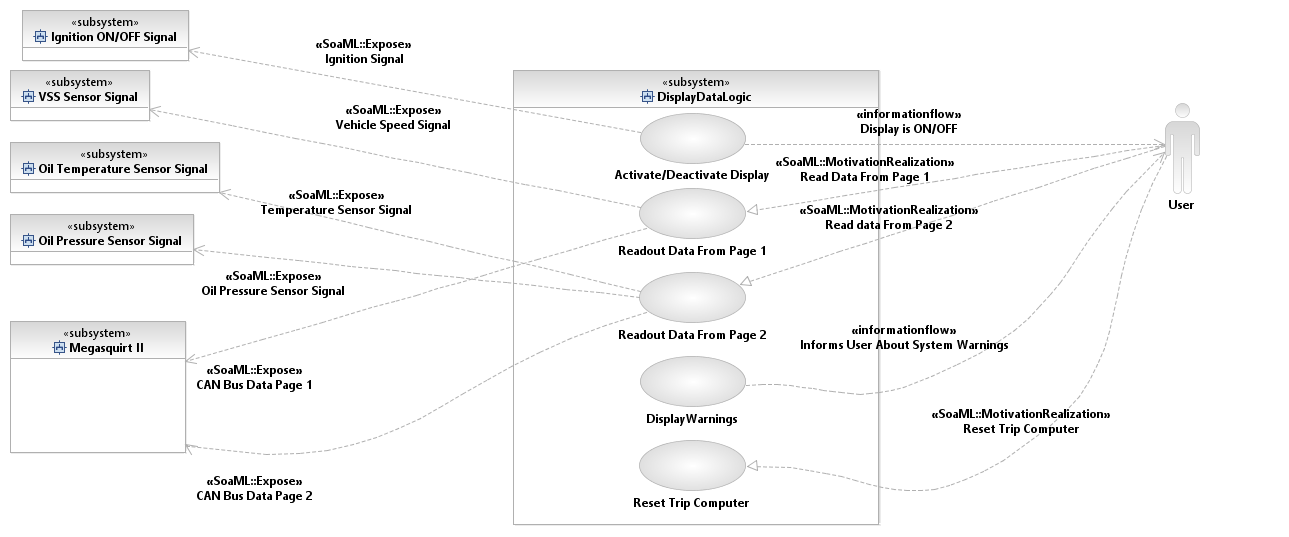 «subsystem»
Ignition ON/OFF Signal
«subsystem»
VSS Sensor Signal
«subsystem»
Oil Temperature Sensor Signal
«subsystem»
Oil Pressure Sensor Signal
«subsystem»
Megasquirt II
«SoaML::Expose»
Ignition Signal
«SoaML::Expose»
Vehicle Speed Signal
«SoaML::Expose»
Temperature Sensor Signal
«SoaML::Expose»
Oil Pressure Sensor Signal
«SoaML::Expose»
CAN Bus Data Page 1
«SoaML::Expose»
CAN Bus Data Page 2
«subsystem»
DisplayDataLogic
Activate/Deactivate Display
Readout Data From Page 1
Readout Data From Page 2
DisplayWarnings
Reset Trip Computer
«informationflow»
Display is ON/OFF
«SoaML::MotivationRealization»
Read Data From Page 1
«SoaML::MotivationRealization»
Read data From Page 2
«informationflow»
Informs User About System Warnings
«SoaML::MotivationRealization»
Reset Trip Computer
User